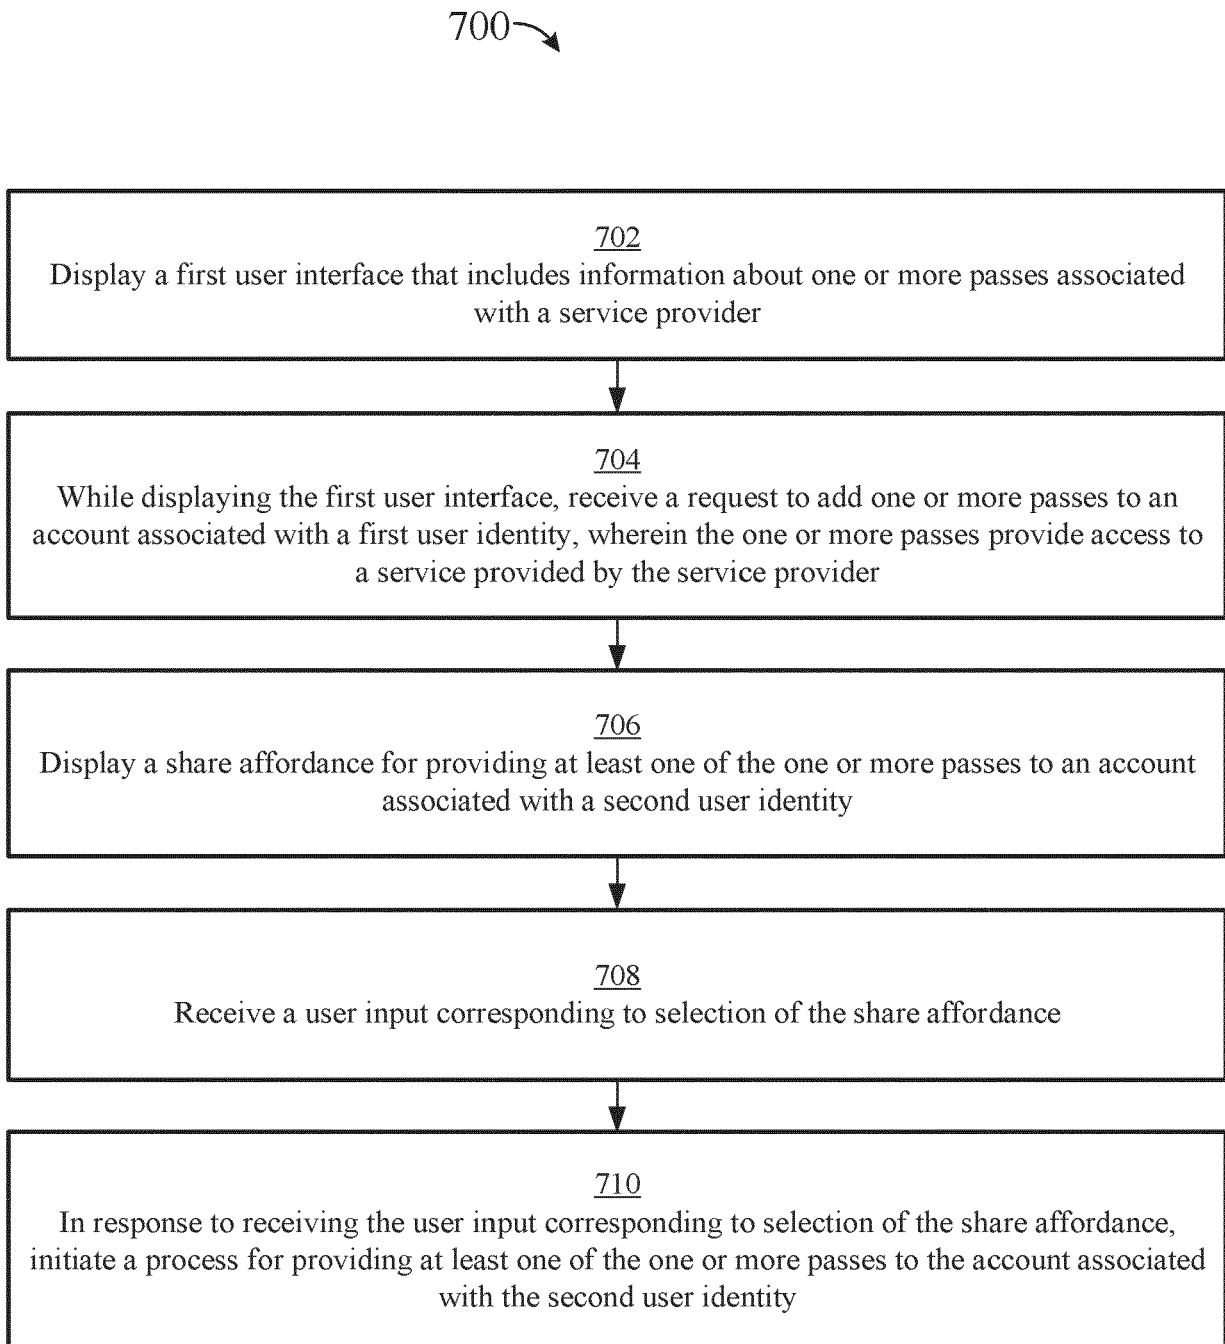 700
702
Display a first user interface that includes information about one or more passes associated
with a service provider
704
While displaying the first user interface, receive a request to add one or more passes to an
account associated with a first user identity, wherein the one or more passes provide access to
a service provided by the service provider
706
Display a share affordance for providing at least one of the one or more passes to an account
associated with a second user identity
708
Receive a user input corresponding to selection of the share affordance
710
In response to receiving the user input corresponding to selection of the share affordance,
initiate a process for providing at least one of the one or more passes to the account associated
with the second user identity